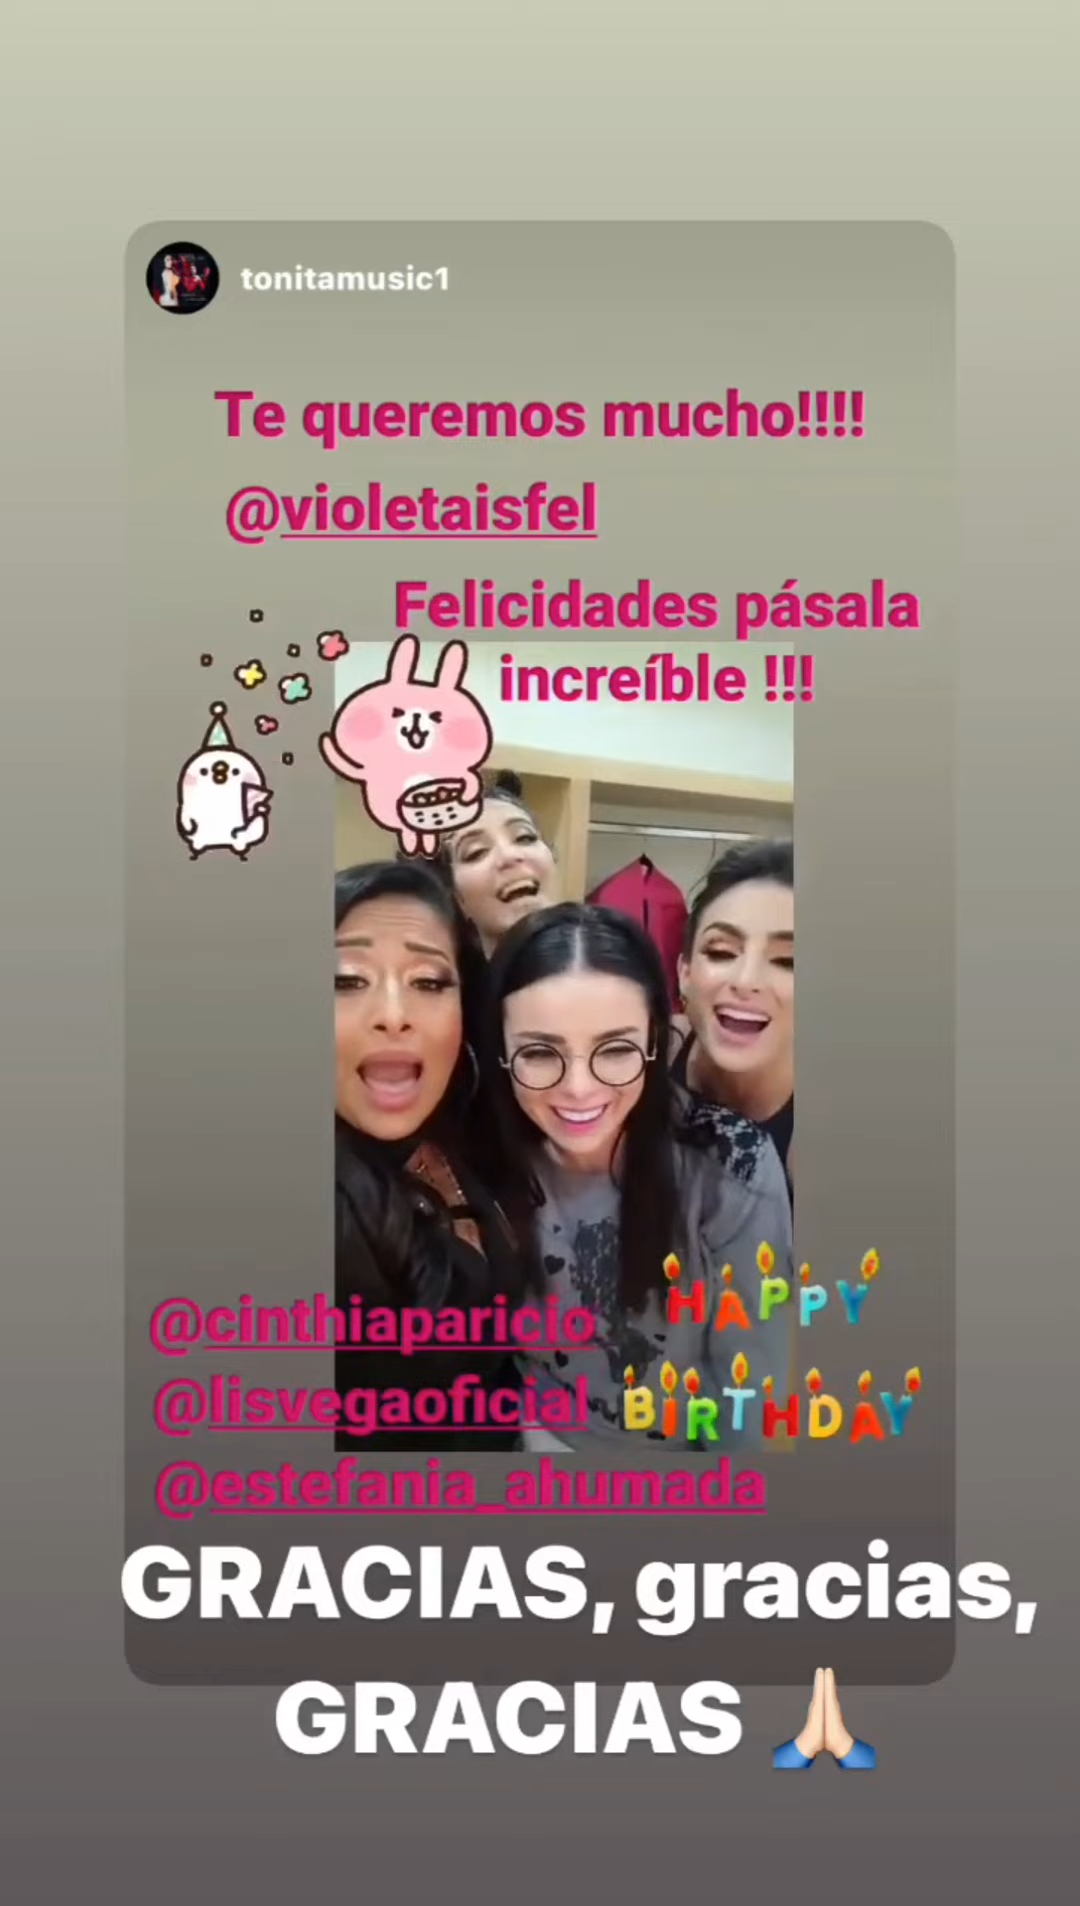 tonitamusic1
Te queremos mucho!!!!
@violetaisfel
Felicidades pásala
increíble !!!
@cinthiaparicio
@lisvegaoficial
@estefania_ahumada
HAPPY
BIRTHDAY
GRACIAS, gracias,
GRACIAS 🙏🏻